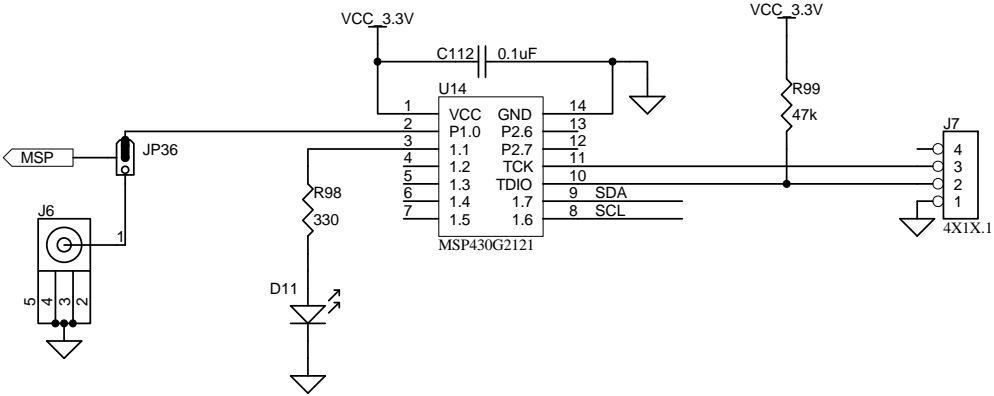 VCC_3.3V
VCC_3.3V
C112 0.1uF
U14
R99
47k
1 VCC GND 14
2 P1.0 P2.6 13
3 1.1 P2.7 12
4 1.2 TCK 11
5 1.3 TDIO 10
6 1.4 1.7 9 SDA
7 1.5 1.6 8 SCL
MSP430G2121
J7
4
3
2
1
4X1X.1
MSP
JP36
J6
1
5
4
3
2
R98
330
D11